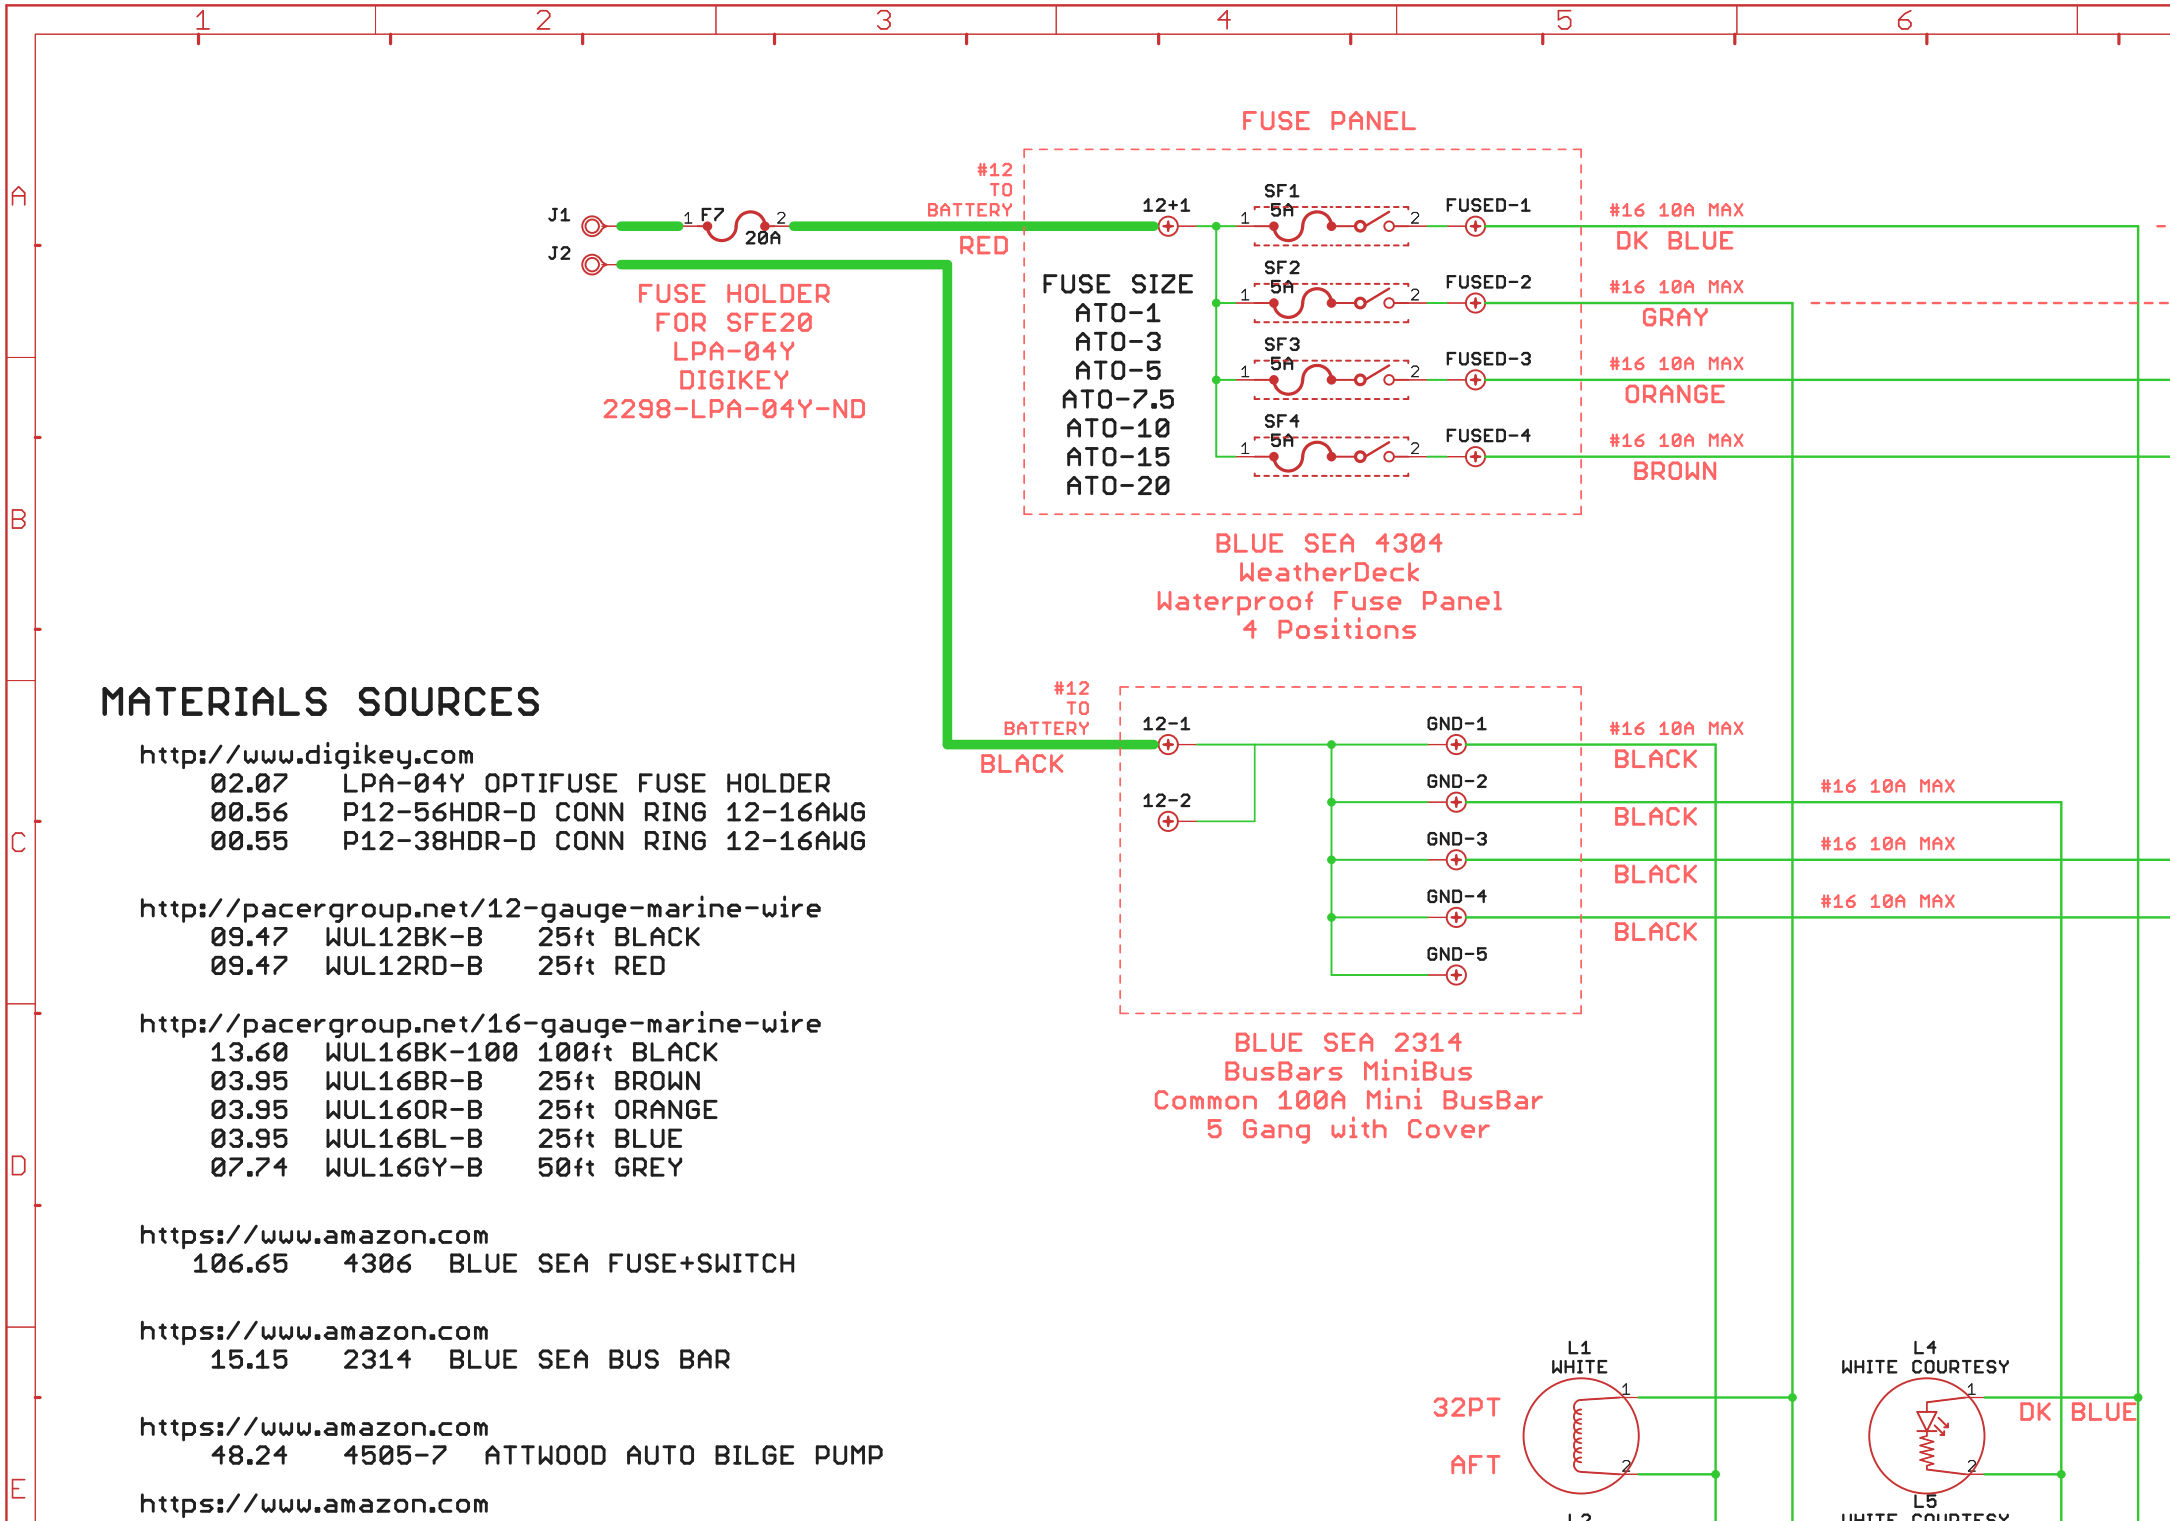 1 2 3 4 5 6
A
B
C
D
E
FUSE PANEL
#12
TO
BATTERY
RED
J1
1 F7 2
20A
J2
FUSE HOLDER
FOR SFE20
LPA-04Y
DIGIKEY
2298-LPA-04Y-ND
12+1
FUSE SIZE
ATO-1
ATO-3
ATO-5
ATO-7.5
ATO-10
ATO-15
ATO-20
SF1
5A
1 2
FUSED-1
#16 10A MAX
DK BLUE
SF2
5A
1 2
FUSED-2
#16 10A MAX
GRAY
SF3
5A
1 2
FUSED-3
#16 10A MAX
ORANGE
SF4
5A
1 2
FUSED-4
#16 10A MAX
BROWN
BLUE SEA 4304
WeatherDeck
Waterproof Fuse Panel
4 Positions
#12
TO
BATTERY
BLACK
12-1
12-2
GND-1
#16 10A MAX
BLACK
GND-2
#16 10A MAX
BLACK
GND-3
#16 10A MAX
BLACK
GND-4
#16 10A MAX
BLACK
GND-5
BLUE SEA 2314
BusBars MiniBus
Common 100A Mini BusBar
5 Gang with Cover
MATERIALS SOURCES
http://www.digikey.com
02.07 LPA-04Y OPTIFUSE FUSE HOLDER
00.56 P12-56HDR-D CONN RING 12-16AWG
00.55 P12-38HDR-D CONN RING 12-16AWG
http://pacergroup.net/12-gauge-marine-wire
09.47 WUL12BK-B 25ft BLACK
09.47 WUL12RD-B 25ft RED
http://pacergroup.net/16-gauge-marine-wire
13.60 WUL16BK-100 100ft BLACK
03.95 WUL16BR-B 25ft BROWN
03.95 WUL16OR-B 25ft ORANGE
03.95 WUL16BL-B 25ft BLUE
07.74 WUL16GY-B 50ft GREY
https://www.amazon.com
106.65 4306 BLUE SEA FUSE+SWITCH
https://www.amazon.com
15.15 2314 BLUE SEA BUS BAR
https://www.amazon.com
48.24 4505-7 ATTWOOD AUTO BILGE PUMP
https://www.amazon.com
L1
WHITE
1
2
32PT
AFT
L2
L4
WHITE COURTESY
1
2
DK BLUE
L5
WHITE COURTESY